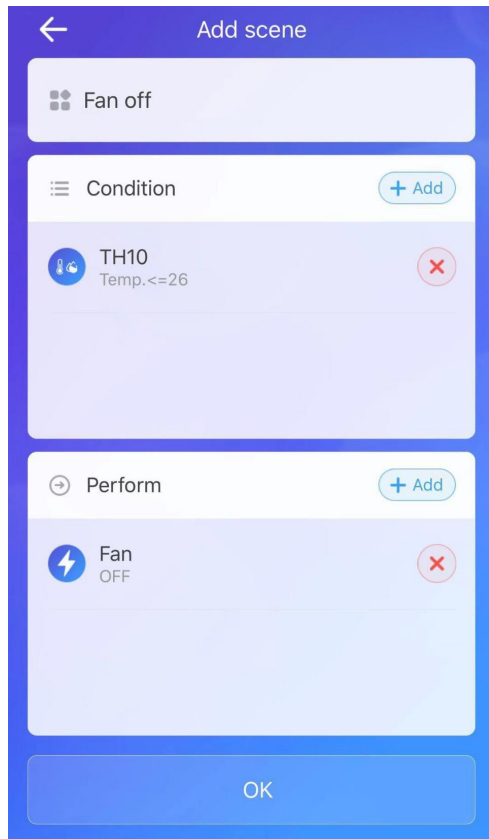 Add scene
Fan off
Condition
+ Add
TH10
Temp.<=26
Perform
+ Add
Fan
OFF
OK